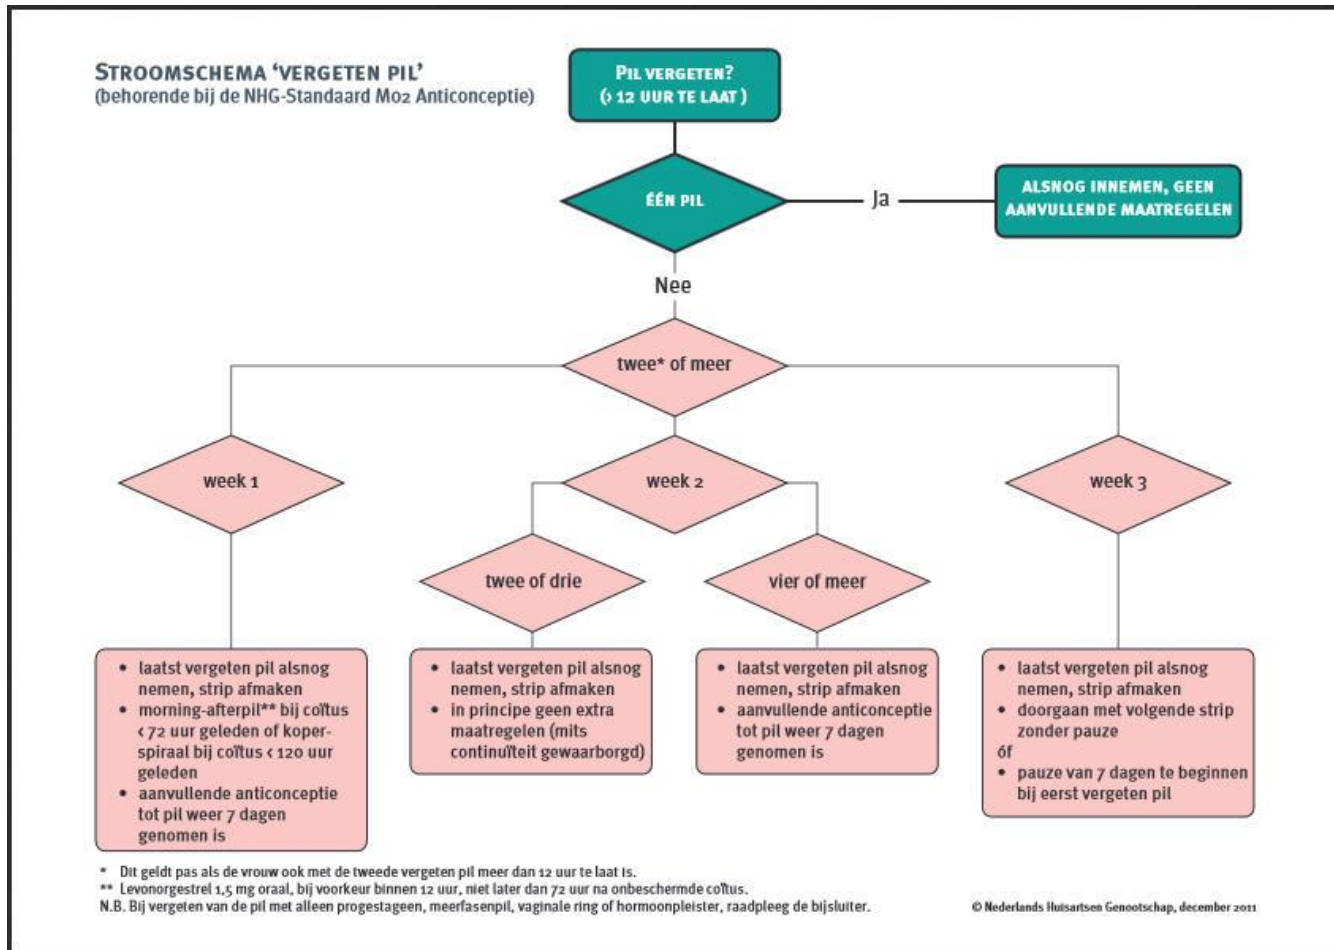 STROOMSCHEMA ‘VERGETEN PIL’
(behorende bij de NHG-Standaard M02 Anticonceptie)
PIL VERGETEN?
(> 12 UUR TE LAAT )
ÉÉN PIL
Ja
ALSNOG INNEMEN, GEEN
AANVULLENDE MAATREGELEN
Nee
twee* of meer
week 1
week 2
week 3
twee of drie
vier of meer
• laatst vergeten pil alsnog
nemen, strip afmaken
• morning-afterpil** bij coïtus
< 72 uur geleden of koper-
spiraal bij coïtus < 120 uur
geleden
• aanvullende anticonceptie
tot pil weer 7 dagen
genomen is
• laatst vergeten pil alsnog
nemen, strip afmaken
• in principe geen extra
maatregelen (mits
continuïteit gewaarborgd)
• laatst vergeten pil alsnog
nemen, strip afmaken
• aanvullende anticonceptie
tot pil weer 7 dagen
genomen is
• laatst vergeten pil alsnog
nemen, strip afmaken
• doorgaan met volgende strip
zonder pauze
óf
• pauze van 7 dagen te beginnen
bij eerst vergeten pil
* Dit geldt pas als de vrouw ook met de tweede vergeten pil meer dan 12 uur te laat is.
** Levonorgestrel 1,5 mg oraal, bij voorkeur binnen 12 uur, niet later dan 72 uur na onbeschermde coïtus.
N.B. Bij vergeten van de pil met alleen progestageen, meerfasenpil, vaginale ring of hormoonpleister, raadpleeg de bijsluiter.
© Nederlands Huisartsen Genootschap, december 2011